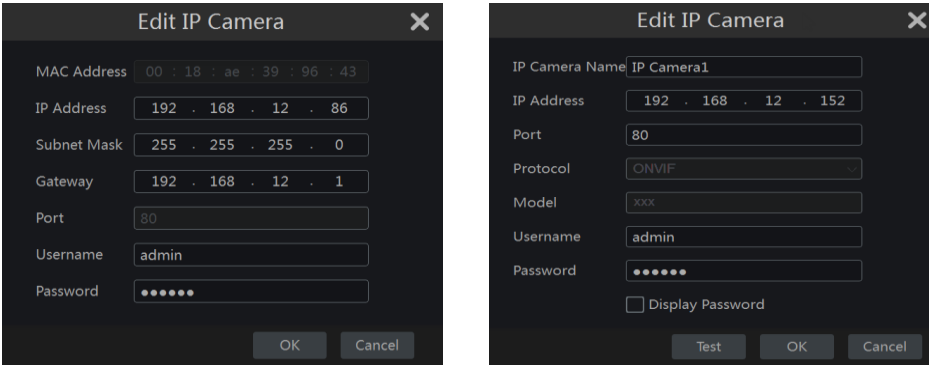 Edit IP Camera
MAC Address 00 : 18 : ae : 39 : 96 : 43
IP Address 192 . 168 . 12 . 86
Subnet Mask 255 . 255 . 255 . 0
Gateway 192 . 168 . 12 . 1
Port 80
Username admin
Password ●●●●●●
OK Cancel
Edit IP Camera
IP Camera Name IP Camera1
IP Address 192 . 168 . 12 . 152
Port 80
Protocol ONVIF
Model xxx
Username admin
Password ●●●●●●
Display Password
Test OK Cancel